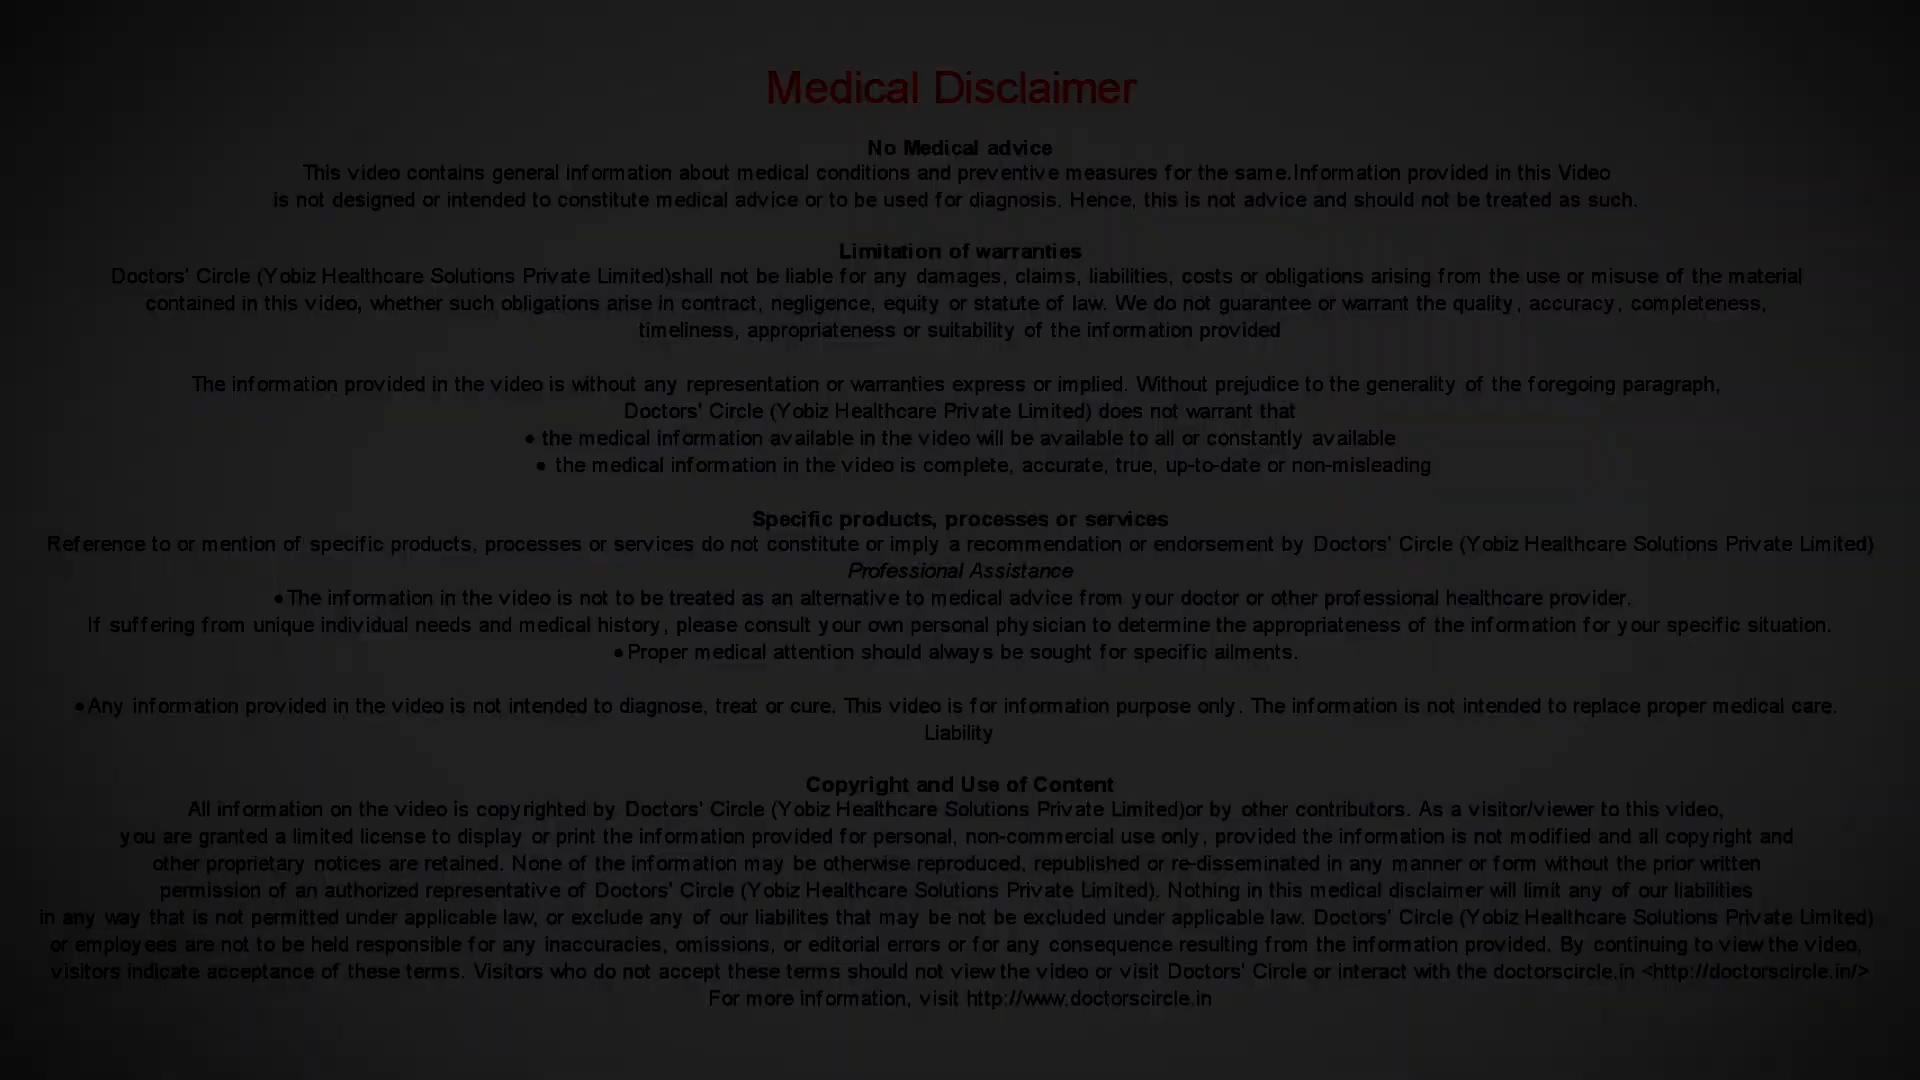 Medical Disclaimer
No Medical advice
This video contains general Information about medical conditions and preventive measures for the same.Information provided in this Video
is not designed or intended to constitute medical advice or to be used for diagnosis. Hence, this is not advice and should not be treated as such.
Limitation of warranties
Doctors' Circle (Yobiz Healthcare Solutions Private Limited)shall not be liable for any damages, claims, liabilities, costs or obligations arising from the use or misuse of the material
contained in this video, whether such obligations arise in contract, negligence, equity or statute of law. We do not guarantee or warrant the quality, accuracy, completeness,
timeliness, appropriateness or suitability of the information provided
The information provided in the video is without any representation or warranties express or implied. Without prejudice to the generality of the foregoing paragraph,
Doctors' Circle (Yobiz Healthcare Private Limited) does not warrant that
• the medical information available in the video will be available to all or constantly available
• the medical information in the video is complete, accurate, true, up-to-date or non-misleading
Specific products, processes or services
Reference to or mention of specific products, processes or services do not constitute or imply a recommendation or endorsement by Doctors' Circle (Yobiz Healthcare Solutions Private Limited)
Professional Assistance
•The information in the video is not to be treated as an alternative to medical advice from your doctor or other professional healthcare provider.
If suffering from unique individual needs and medical history, please consult your own personal physician to determine the appropriateness of the information for your specific situation.
•Proper medical attention should always be sought for specific ailments.
•Any information provided in the video is not intended to diagnose, treat or cure. This video is for information purpose only. The information is not intended to replace proper medical care.
Liability
Copyright and Use of Content
All information on the video is copyrighted by Doctors' Circle (Yobiz Healthcare Solutions Private Limited)or by other contributors. As a visitor/viewer to this video,
you are granted a limited license to display or print the information provided for personal, non-commercial use only, provided the information is not modified and all copyright and
other proprietary notices are retained. None of the information may be otherwise reproduced, republished or re-disseminated in any manner or form without the prior written
permission of an authorized representative of Doctors' Circle (Yobiz Healthcare Solutions Private Limited). Nothing in this medical disclaimer will limit any of our liabilities
in any way that is not permitted under applicable law, or exclude any of our liabilites that may be not be excluded under applicable law. Doctors' Circle (Yobiz Healthcare Solutions Private Limited)
or employees are not to be held responsible for any inaccuracies, omissions, or editorial errors or for any consequence resulting from the information provided. By continuing to view the video,
visitors indicate acceptance of these terms. Visitors who do not accept these terms should not view the video or visit Doctors' Circle or interact with the doctorscircle.in <http://doctorscircle.in/>
For more information, visit http://www.doctorscircle.in